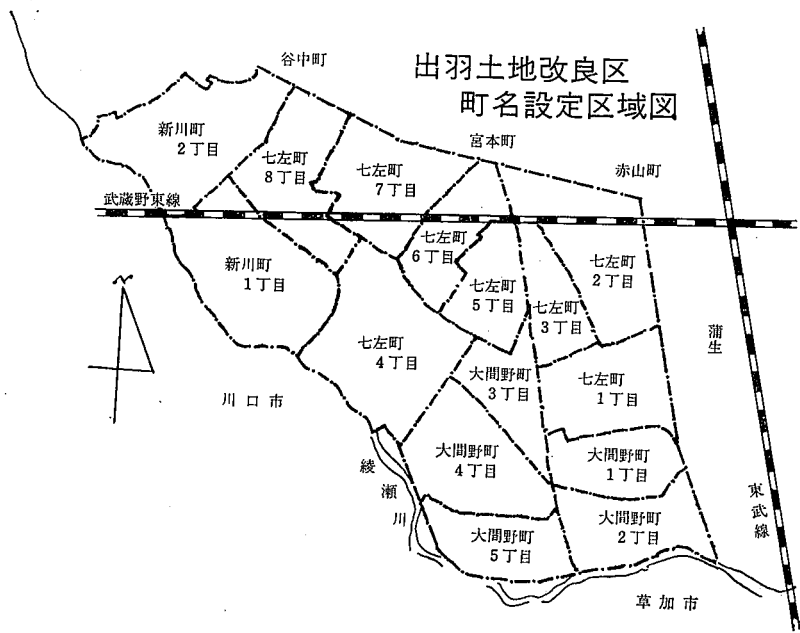 出羽土地改良区
町名設定区域図
谷中町
宮本町
赤山町
新川町
2丁目
七左町
8丁目
七左町
7丁目
武蔵野東線
七左町
6丁目
七左町
2丁目
新川町
1丁目
七左町
5丁目
七左町
3丁目
蒲生
七左町
4丁目
大間野町
3丁目
七左町
1丁目
川口市
大間野町
4丁目
大間野町
1丁目
綾瀬川
東武線
大間野町
5丁目
大間野町
2丁目
草加市